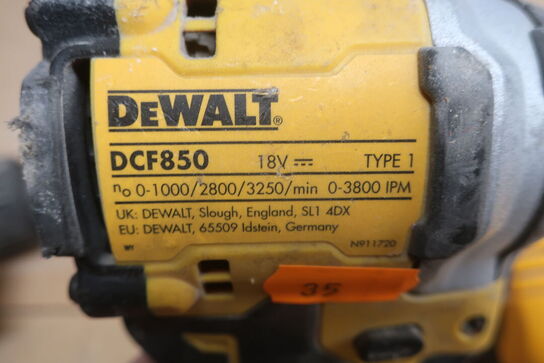 DEWALT®
DCF850 18V ⎓ TYPE 1
n₀ 0-1000/2800/3250/min 0-3800 IPM
UK: DEWALT, Slough, England, SL1 4DX
EU: DEWALT, 65509 Idstein, Germany
WY N911720
35